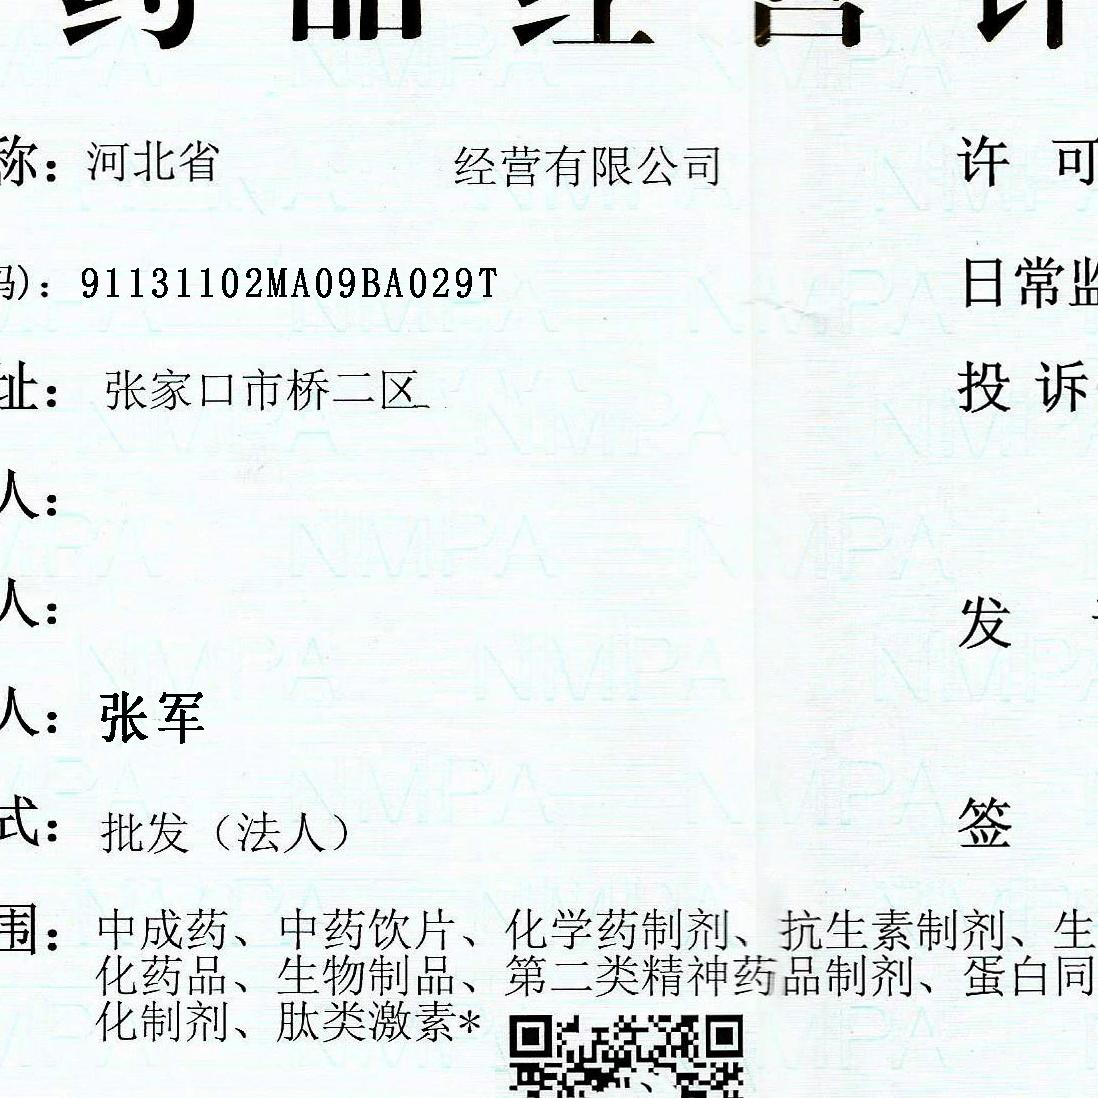 药品经营许
称：河北省 经营有限公司
许可
码)：91131102MA09BA029T
日常监
址：张家口市桥二区
投诉
人：
人：
发
人：张军
式：批发（法人）
签
围：中成药、中药饮片、化学药制剂、抗生素制剂、生
化药品、生物制品、第二类精神药品制剂、蛋白同
化制剂、肽类激素*
NMPA